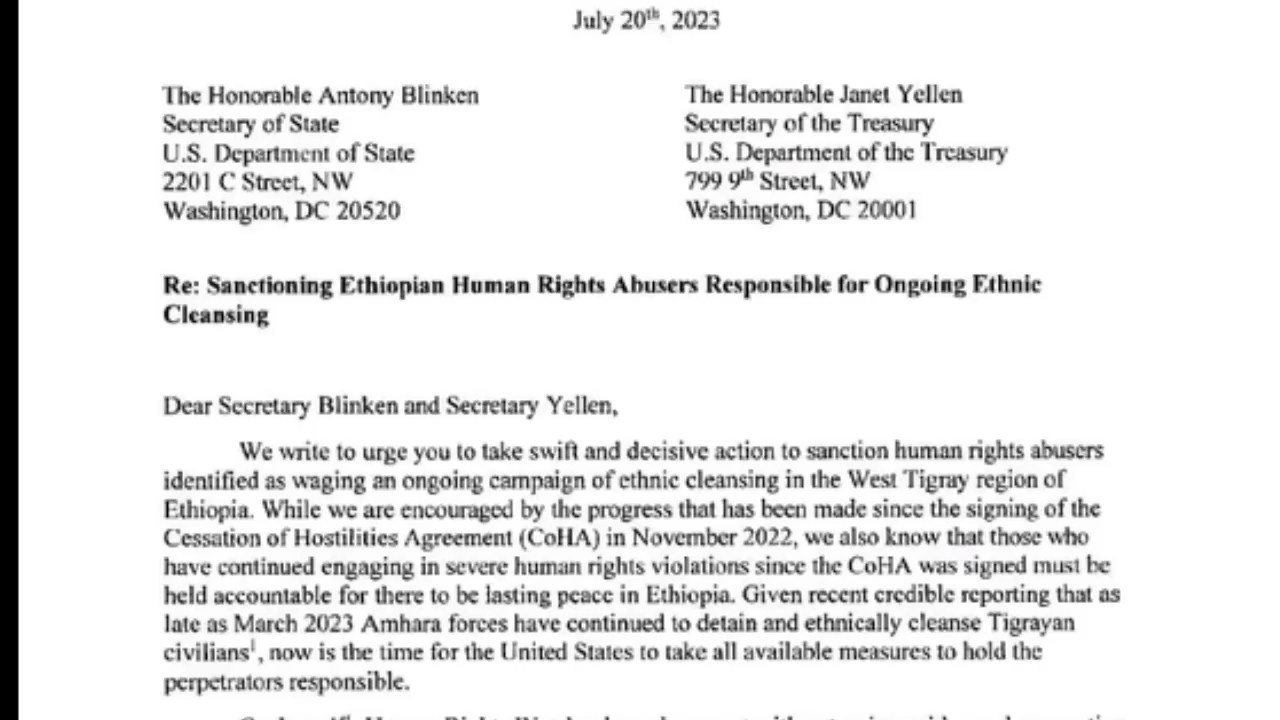 July 20th, 2023
The Honorable Antony Blinken
Secretary of State
U.S. Department of State
2201 C Street, NW
Washington, DC 20520
The Honorable Janet Yellen
Secretary of the Treasury
U.S. Department of the Treasury
799 9th Street, NW
Washington, DC 20001
Re: Sanctioning Ethiopian Human Rights Abusers Responsible for Ongoing Ethnic
Cleansing
Dear Secretary Blinken and Secretary Yellen,
We write to urge you to take swift and decisive action to sanction human rights abusers
identified as waging an ongoing campaign of ethnic cleansing in the West Tigray region of
Ethiopia. While we are encouraged by the progress that has been made since the signing of the
Cessation of Hostilities Agreement (CoHA) in November 2022, we also know that those who
have continued engaging in severe human rights violations since the CoHA was signed must be
held accountable for there to be lasting peace in Ethiopia. Given recent credible reporting that as
late as March 2023 Amhara forces have continued to detain and ethnically cleanse Tigrayan
civilians1, now is the time for the United States to take all available measures to hold the
perpetrators responsible.